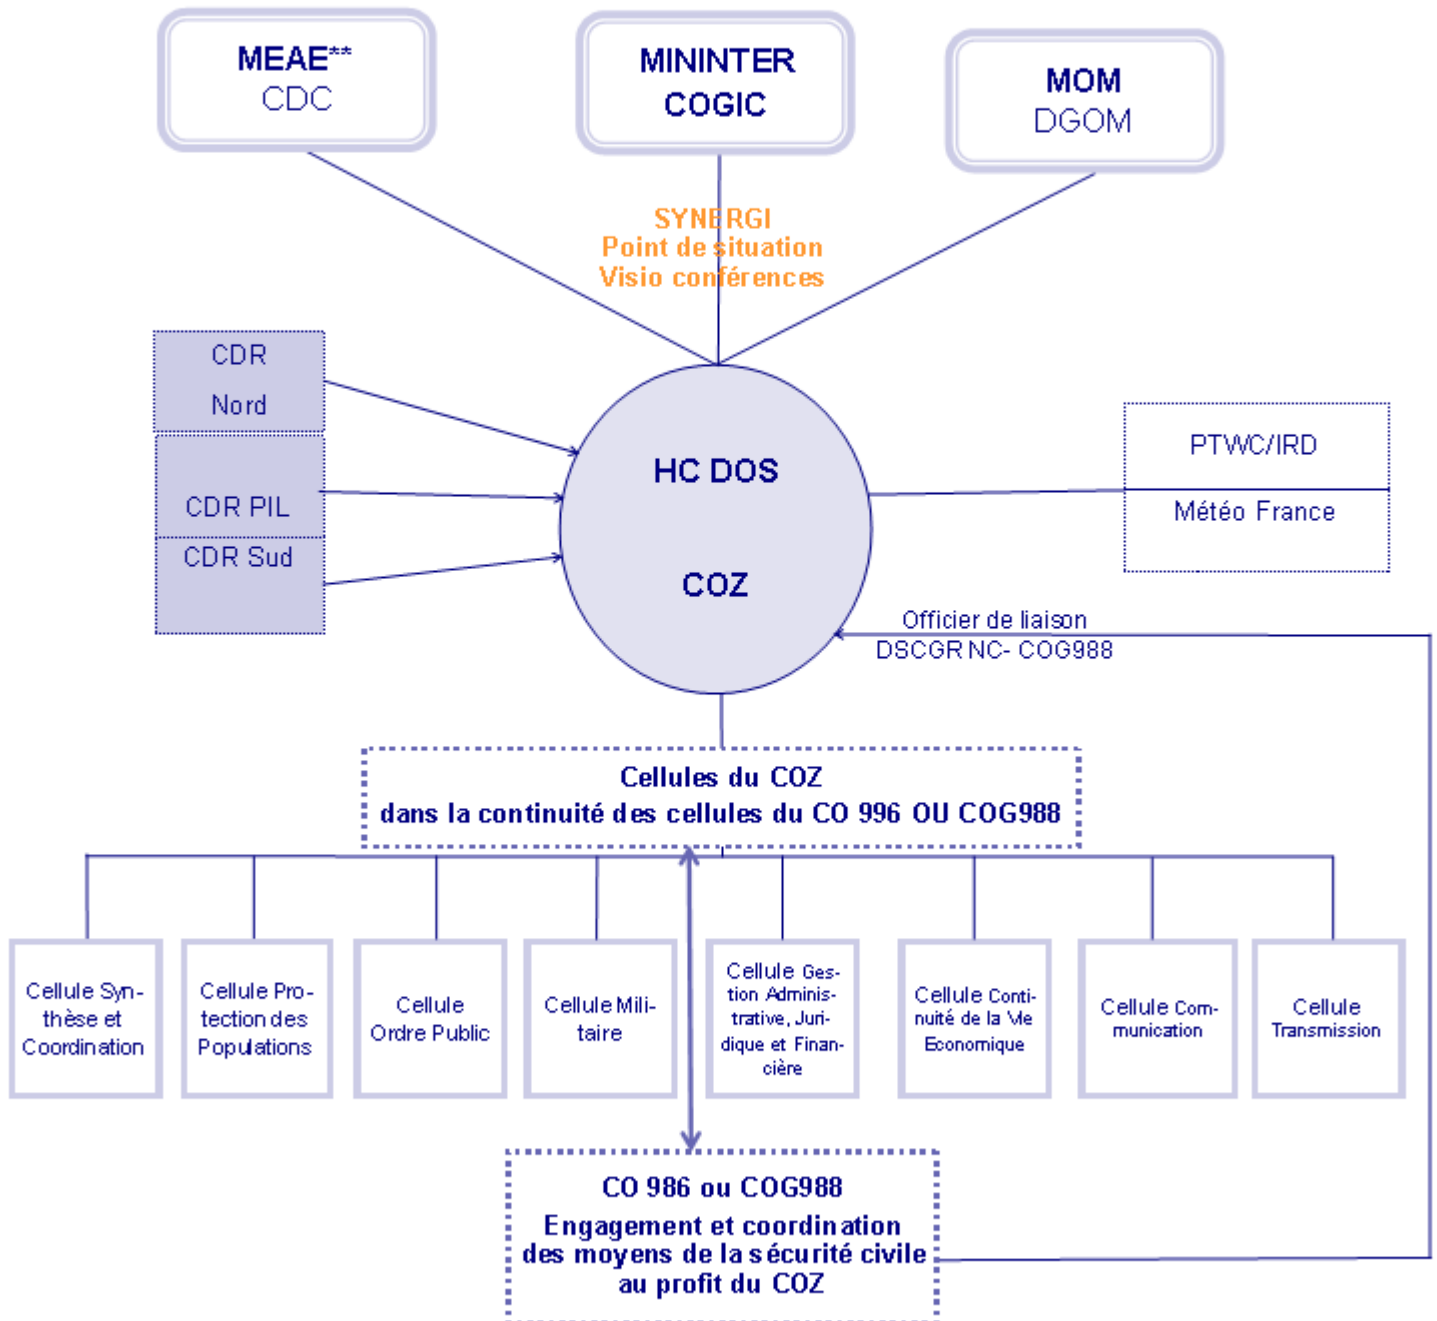 MEAE**
CDC
MININTER
COGIC
MOM
DGOM
SYNERGI
Point de situation
Visio conférences
CDR
Nord
CDR PIL
CDR Sud
HC DOS
COZ
PTWC/IRD
Météo France
Officier de liaison
DSCGR NC- COG988
Cellules du COZ
dans la continuité des cellules du CO 996 OU COG988
Cellule Syn-
thèse et
Coordination
Cellule Pro-
tection des
Populations
Cellule
Ordre Public
Cellule Mili-
taire
Cellule Ges-
tion Adminis-
trative, Juri-
dique et Finan-
cière
Cellule Conti-
nuité de la Vie
Economique
Cellule Com-
munication
Cellule
Transmission
CO 986 ou COG988
Engagement et coordination
des moyens de la sécurité civile
au profit du COZ